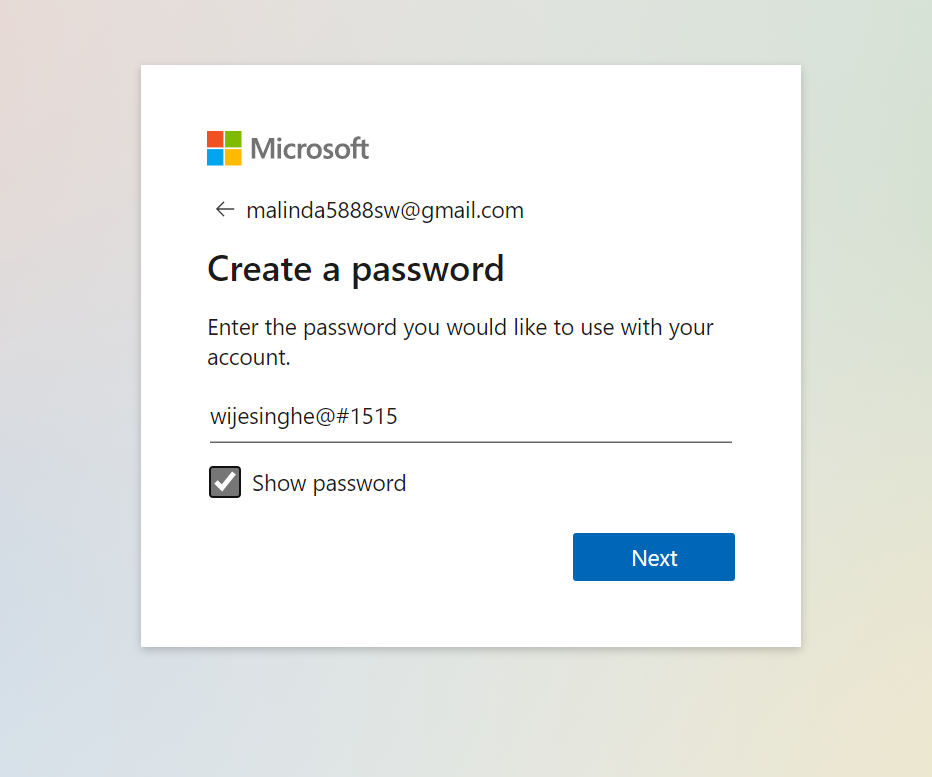 Microsoft
malinda5888sw@gmail.com
Create a password
Enter the password you would like to use with your
account.
wijesinghe@#1515
Show password
Next